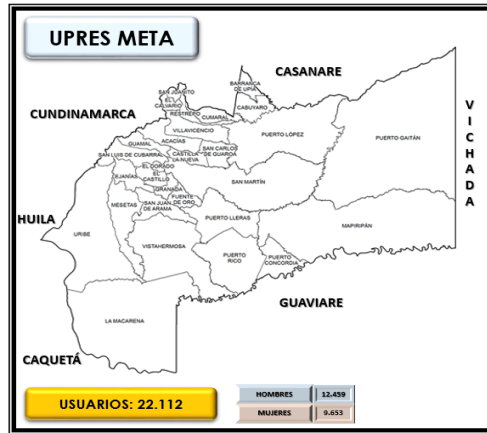 UPRES META
CASANARE
CUNDINAMARCA
VICHADA
HUILA
GUAVIARE
CAQUETÁ
BARRANCA
DE UPIA
SAN JUANITO
EL
CALVARIO
CABUYARO
RESTREPO
CUMARAL
VILLAVICENCIO
PUERTO LÓPEZ
PUERTO GAITÁN
ACACÍAS
GUAMAL
SAN CARLOS
DE GUAROA
CASTILLA
LA NUEVA
SAN LUIS DE CUBARRAL
EL DORADO
EL
CASTILLO
LEJANÍAS
SAN MARTÍN
GRANADA
FUENTE
DE ORO
MESETAS
SAN JUAN
DE ARAMA
PUERTO LLERAS
MAPIRIPÁN
URIBE
VISTAHERMOSA
PUERTO
RICO
PUERTO
CONCORDIA
LA MACARENA
USUARIOS: 22.112
HOMBRES 12.459
MUJERES 9.653